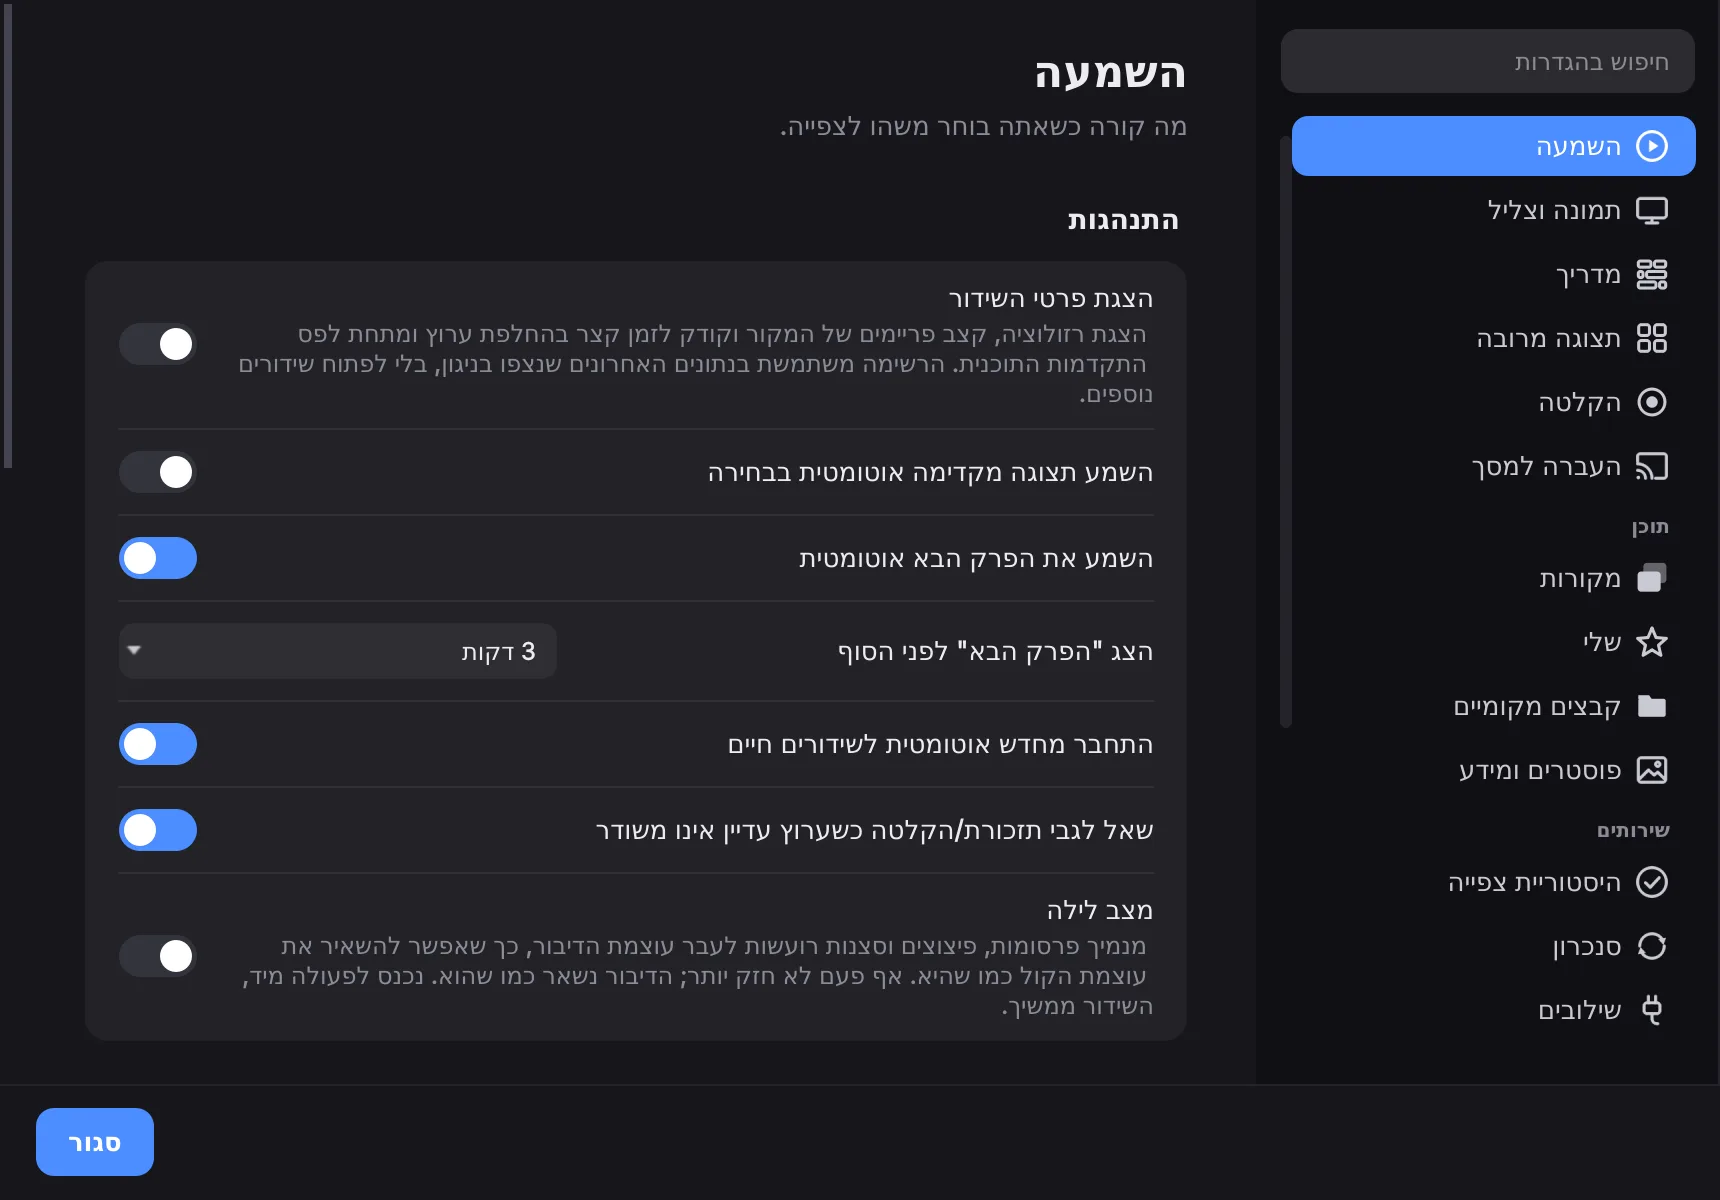 חיפוש בהגדרות
השמעה
תמונה וצליל
מדריך
תצוגה מרובה
הקלטה
העברה למסך
תוכן
מקורות
שלי
קבצים מקומיים
פוסטרים ומידע
שירותים
היסטוריית צפייה
סנכרון
שילובים
השמעה
מה קורה כשאתה בוחר משהו לצפייה.
התנהגות
הצגת פרטי השידור
הצגת רזולוציה, קצב פריימים של המקור וקודק לזמן קצר בהחלפת ערוץ ומתחת לפס
התקדמות התוכנית. הרשימה משתמשת בנתונים האחרונים שנצפו בניגון, בלי לפתוח שידורים
נוספים.
השמע תצוגה מקדימה אוטומטית בבחירה
השמע את הפרק הבא אוטומטית
הצג "הפרק הבא" לפני הסוף
3 דקות
התחבר מחדש אוטומטית לשידורים חיים
שאל לגבי תזכורת/הקלטה כשערוץ עדיין אינו משודר
מצב לילה
מנמיך פרסומות, פיצוצים וסצנות רועשות לעבר עוצמת הדיבור, כך שאפשר להשאיר את
עוצמת הקול כמו שהיא. אף פעם לא חזק יותר; הדיבור נשאר כמו שהוא. נכנס לפעולה מיד,
השידור ממשיך.
סגור